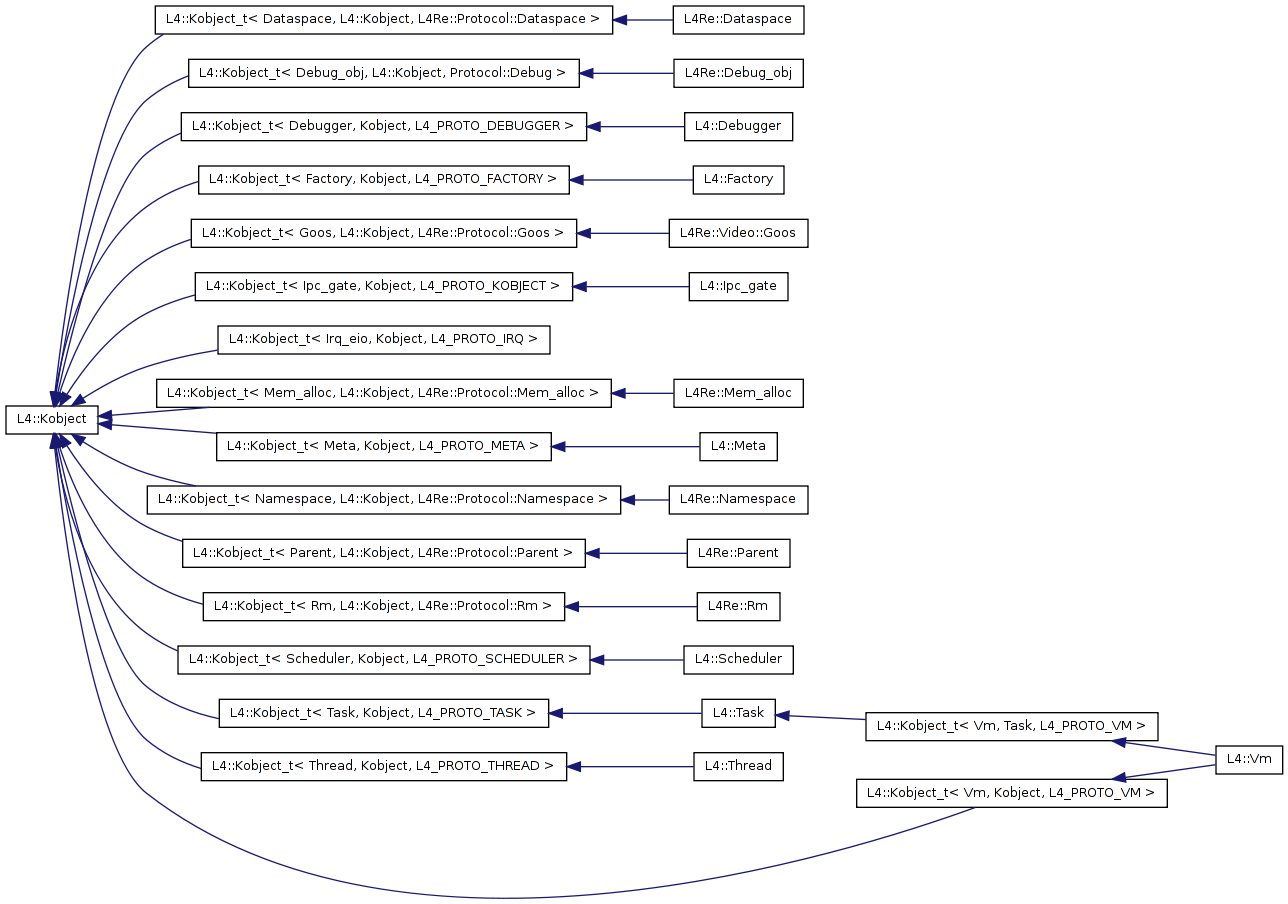 L4::Kobject_t< Dataspace, L4::Kobject, L4Re::Protocol::Dataspace >
L4Re::Dataspace
L4::Kobject_t< Debug_obj, L4::Kobject, Protocol::Debug >
L4Re::Debug_obj
L4::Kobject_t< Debugger, Kobject, L4_PROTO_DEBUGGER >
L4::Debugger
L4::Kobject_t< Factory, Kobject, L4_PROTO_FACTORY >
L4::Factory
L4::Kobject_t< Goos, L4::Kobject, L4Re::Protocol::Goos >
L4Re::Video::Goos
L4::Kobject_t< Ipc_gate, Kobject, L4_PROTO_KOBJECT >
L4::Ipc_gate
L4::Kobject_t< Irq_eio, Kobject, L4_PROTO_IRQ >
L4::Kobject_t< Mem_alloc, L4::Kobject, L4Re::Protocol::Mem_alloc >
L4Re::Mem_alloc
L4::Kobject
L4::Kobject_t< Meta, Kobject, L4_PROTO_META >
L4::Meta
L4::Kobject_t< Namespace, L4::Kobject, L4Re::Protocol::Namespace >
L4Re::Namespace
L4::Kobject_t< Parent, L4::Kobject, L4Re::Protocol::Parent >
L4Re::Parent
L4::Kobject_t< Rm, L4::Kobject, L4Re::Protocol::Rm >
L4Re::Rm
L4::Kobject_t< Scheduler, Kobject, L4_PROTO_SCHEDULER >
L4::Scheduler
L4::Kobject_t< Task, Kobject, L4_PROTO_TASK >
L4::Task
L4::Kobject_t< Vm, Task, L4_PROTO_VM >
L4::Vm
L4::Kobject_t< Thread, Kobject, L4_PROTO_THREAD >
L4::Thread
L4::Kobject_t< Vm, Kobject, L4_PROTO_VM >